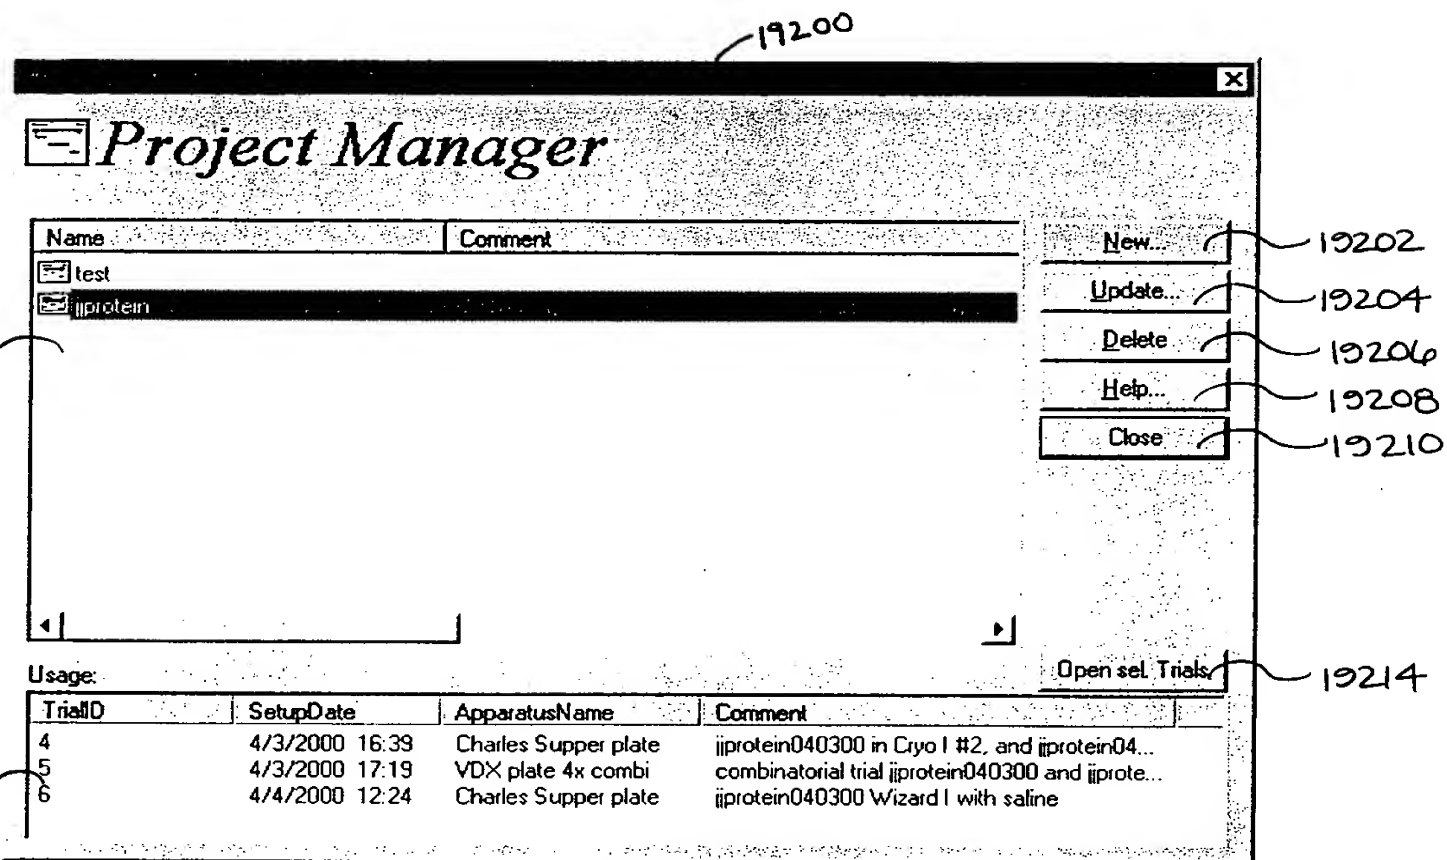 19200
Project Manager
Name Comment
New... 19202
test
Update... 19204
jjprotein
Delete 19206
Help... 19208
Close 19210
Usage:
Open sel. Trials 19214
TrialID SetupDate ApparatusName Comment
4 4/3/2000 16:39 Charles Supper plate jjprotein040300 in Cryo I #2, and jjprotein04...
5 4/3/2000 17:19 VDX plate 4x combi combinatorial trial jjprotein040300 and jjprote...
6 4/4/2000 12:24 Charles Supper plate jjprotein040300 Wizard I with saline